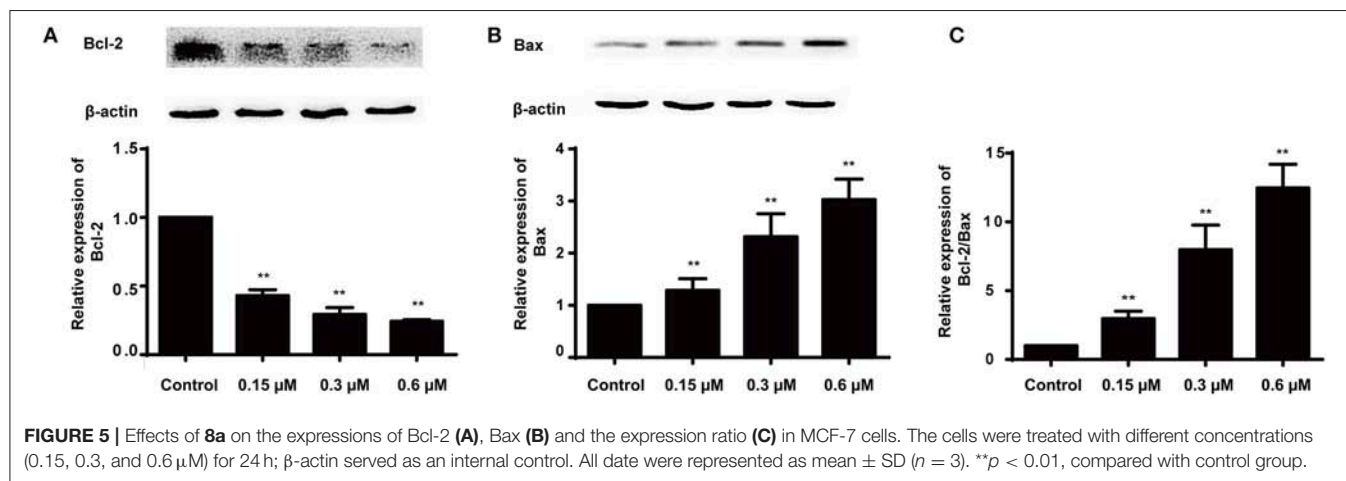 A
Bcl-2
β-actin
Relative expression of
Bcl-2
1.5
1.0
0.5
0.0
**
**
**
Control 0.15 μM 0.3 μM 0.6 μM
B
Bax
β-actin
Relative expression of
Bax
4
3
2
1
0
**
**
**
Control 0.15 μM 0.3 μM 0.6 μM
C
Relative expression of
Bcl-2/Bax
15
10
5
0
**
**
**
Control 0.15 μM 0.3 μM 0.6 μM
FIGURE 5 | Effects of 8a on the expressions of Bcl-2 (A), Bax (B) and the expression ratio (C) in MCF-7 cells. The cells were treated with different concentrations
(0.15, 0.3, and 0.6 μM) for 24 h; β-actin served as an internal control. All date were represented as mean ± SD (n = 3). **p < 0.01, compared with control group.